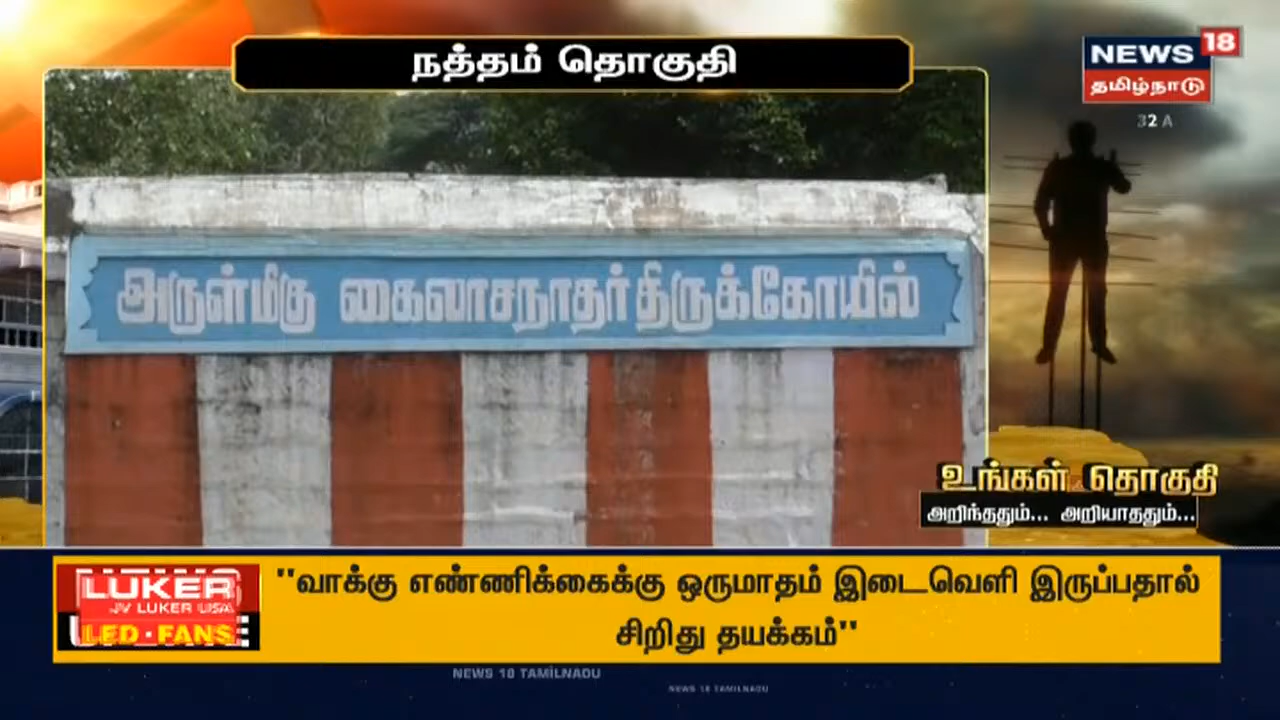 நத்தம் தொகுதி
NEWS 18
தமிழ்நாடு
32 A
அருள்மிகு கைலாசநாதர் திருக்கோயில்
உங்கள் தொகுதி
அறிந்ததும்... அறியாததும்...
LUKER
JV LUKER USA
LED·FANS
"வாக்கு எண்ணிக்கைக்கு ஒருமாதம் இடைவெளி இருப்பதால்
சிறிது தயக்கம்"
NEWS 18 TAMILNADU
NEWS 18 TAMILNADU